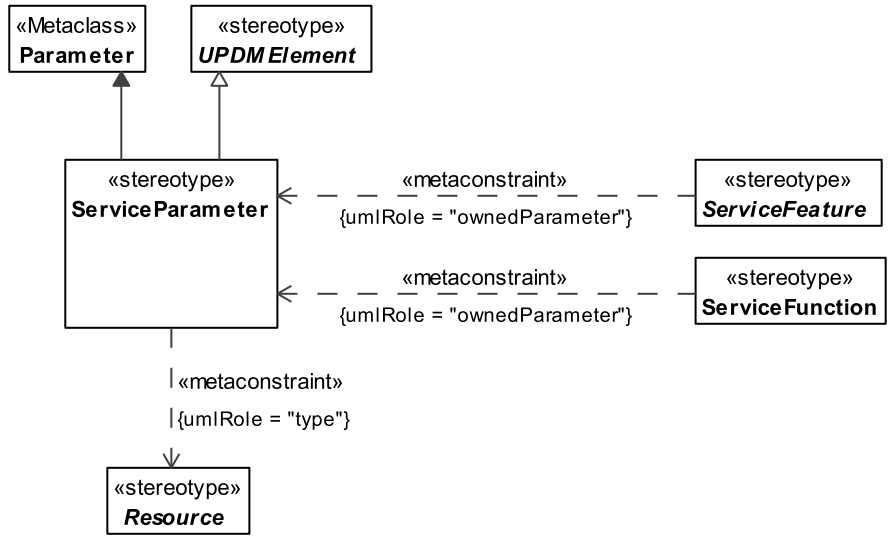 «Metaclass»
Parameter
«stereotype»
UPDMElement
«stereotype»
ServiceParameter
«metaconstraint»
{umlRole = "ownedParameter"}
«stereotype»
ServiceFeature
«metaconstraint»
{umlRole = "ownedParameter"}
«stereotype»
ServiceFunction
«metaconstraint»
{umlRole = "type"}
«stereotype»
Resource